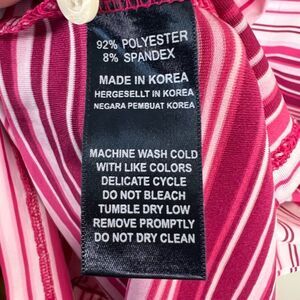 92% POLYESTER
8% SPANDEX
MADE IN KOREA
HERGESELLT IN KOREA
NEGARA PEMBUAT KOREA
MACHINE WASH COLD
WITH LIKE COLORS
DELICATE CYCLE
DO NOT BLEACH
TUMBLE DRY LOW
REMOVE PROMPTLY
DO NOT DRY CLEAN